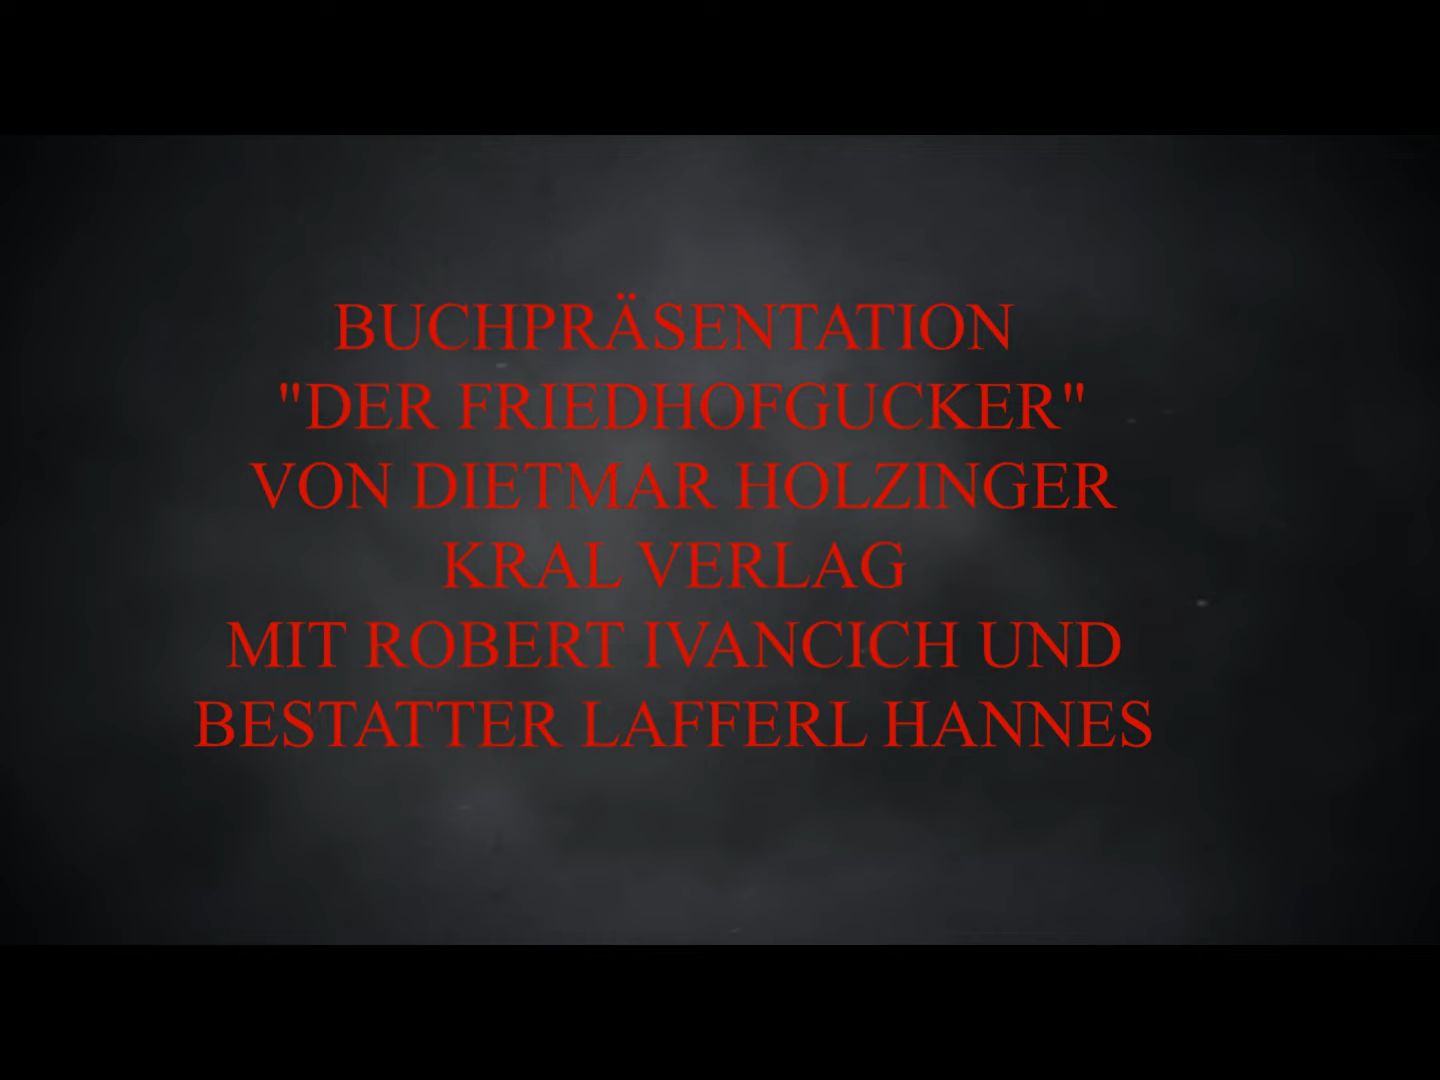 BUCHPRÄSENTATION
"DER FRIEDHOFGUCKER"
VON DIETMAR HOLZINGER
KRAL VERLAG
MIT ROBERT IVANCICH UND
BESTATTER LAFFERL HANNES